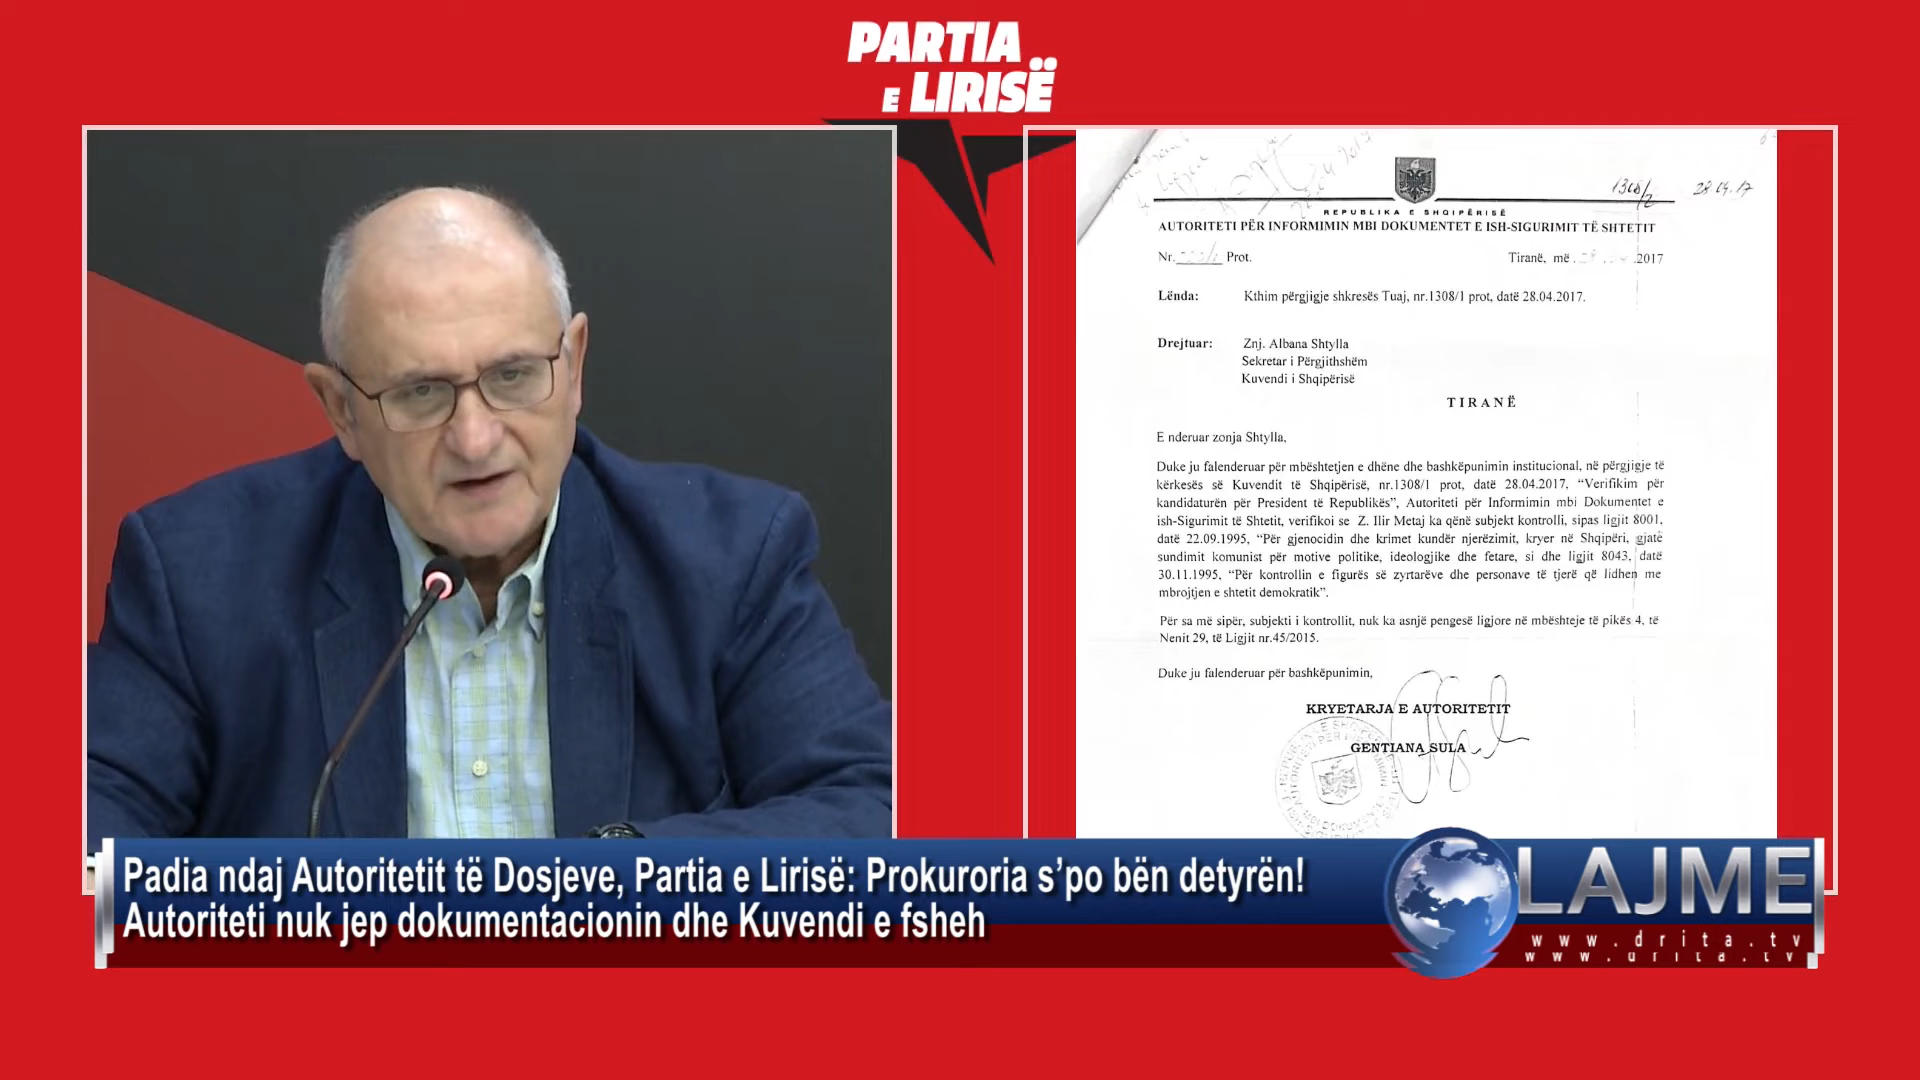 PARTIA
E LIRISË
1308/2 28.04.17
REPUBLIKA E SHQIPËRISË
AUTORITETI PËR INFORMIMIN MBI DOKUMENTET E ISH-SIGURIMIT TË SHTETIT
Nr. Prot. Tiranë, më .2017
Lënda: Kthim përgjigje shkresës Tuaj, nr.1308/1 prot, datë 28.04.2017.
Drejtuar: Znj. Albana Shtylla
Sekretar i Përgjithshëm
Kuvendi i Shqipërisë
TIRANË
E nderuar zonja Shtylla,
Duke ju falenderuar për mbështetjen e dhëne dhe bashkëpunimin institucional, në përgjigje të
kërkesës së Kuvendit të Shqipërisë, nr.1308/1 prot, datë 28.04.2017, “Verifikim për
kandidaturën për President të Republikës”, Autoriteti për Informimin mbi Dokumentet e
ish-Sigurimit të Shtetit, verifikoi se Z. Ilir Metaj ka qënë subjekt kontrolli, sipas ligjit 8001,
datë 22.09.1995, “Për gjenocidin dhe krimet kundër njerëzimit, kryer në Shqipëri, gjatë
sundimit komunist për motive politike, ideologjike dhe fetare, si dhe ligjit 8043, datë
30.11.1995, “Për kontrollin e figurës së zyrtarëve dhe personave të tjerë që lidhen me
mbrojtjen e shtetit demokratik”.
Për sa më sipër, subjekti i kontrollit, nuk ka asnjë pengesë ligjore në mbështeje të pikës 4, të
Nenit 29, të Ligjit nr.45/2015.
Duke ju falenderuar për bashkëpunimin,
KRYETARJA E AUTORITETIT
GENTIANA SULA
Padia ndaj Autoritetit të Dosjeve, Partia e Lirisë: Prokuroria s’po bën detyrën!
Autoriteti nuk jep dokumentacionin dhe Kuvendi e fsheh
LAJME
www.drita.tv
www.drita.tv